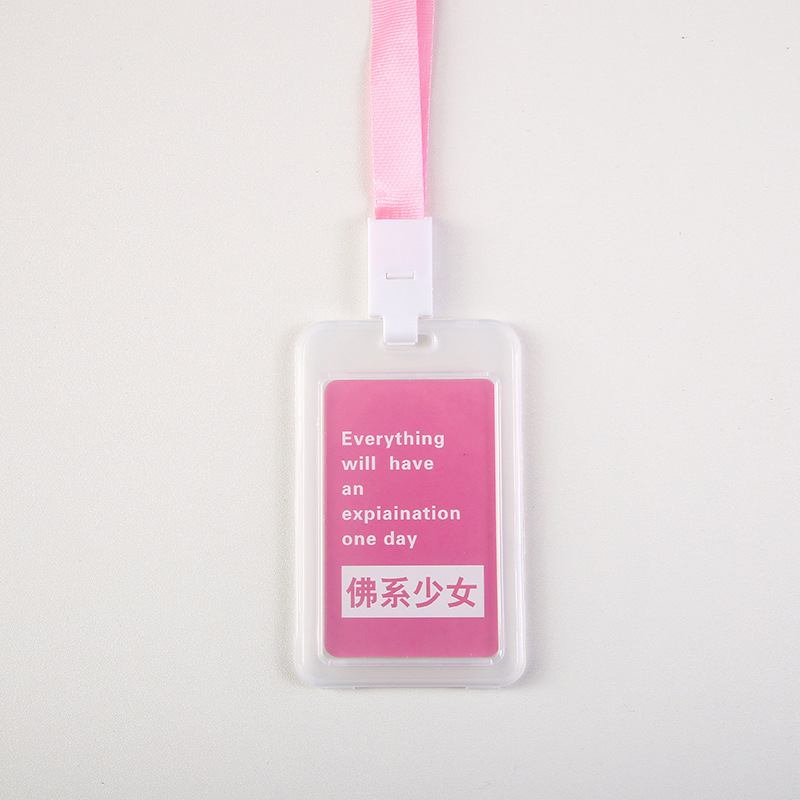 Everything
will have
an
expiaination
one day
佛系少女